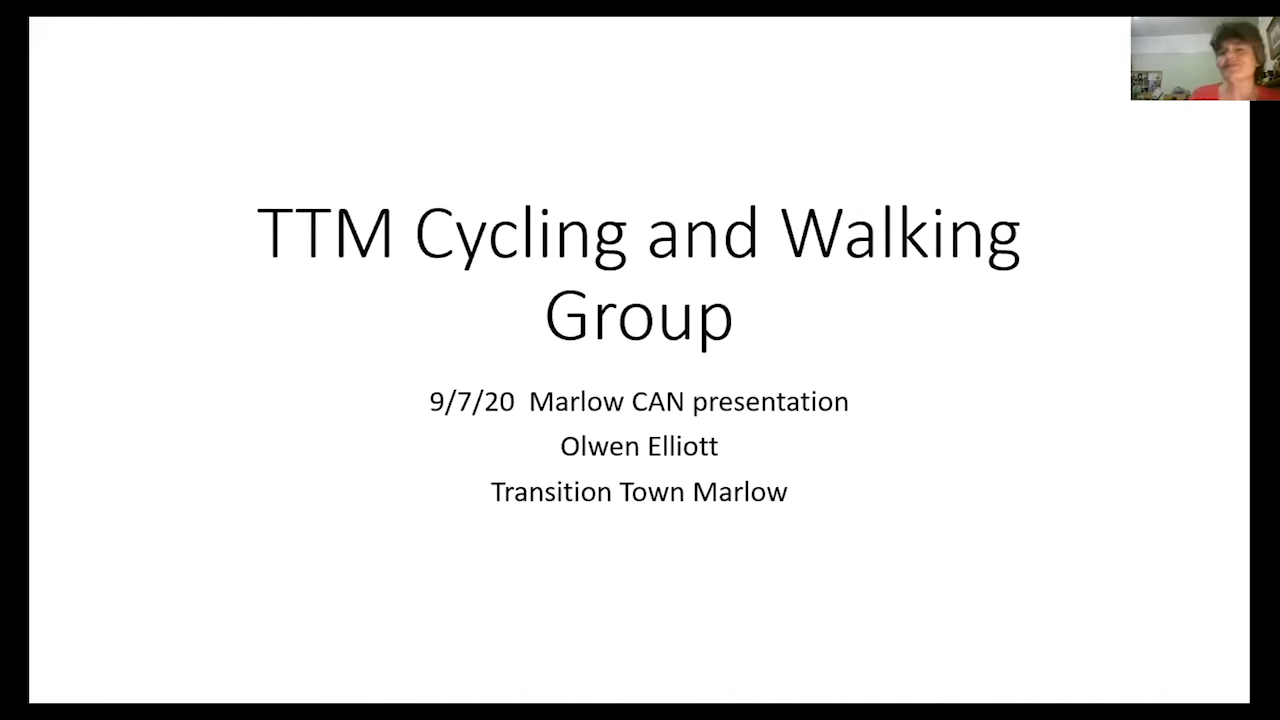 TTM Cycling and Walking
Group
9/7/20 Marlow CAN presentation
Olwen Elliott
Transition Town Marlow